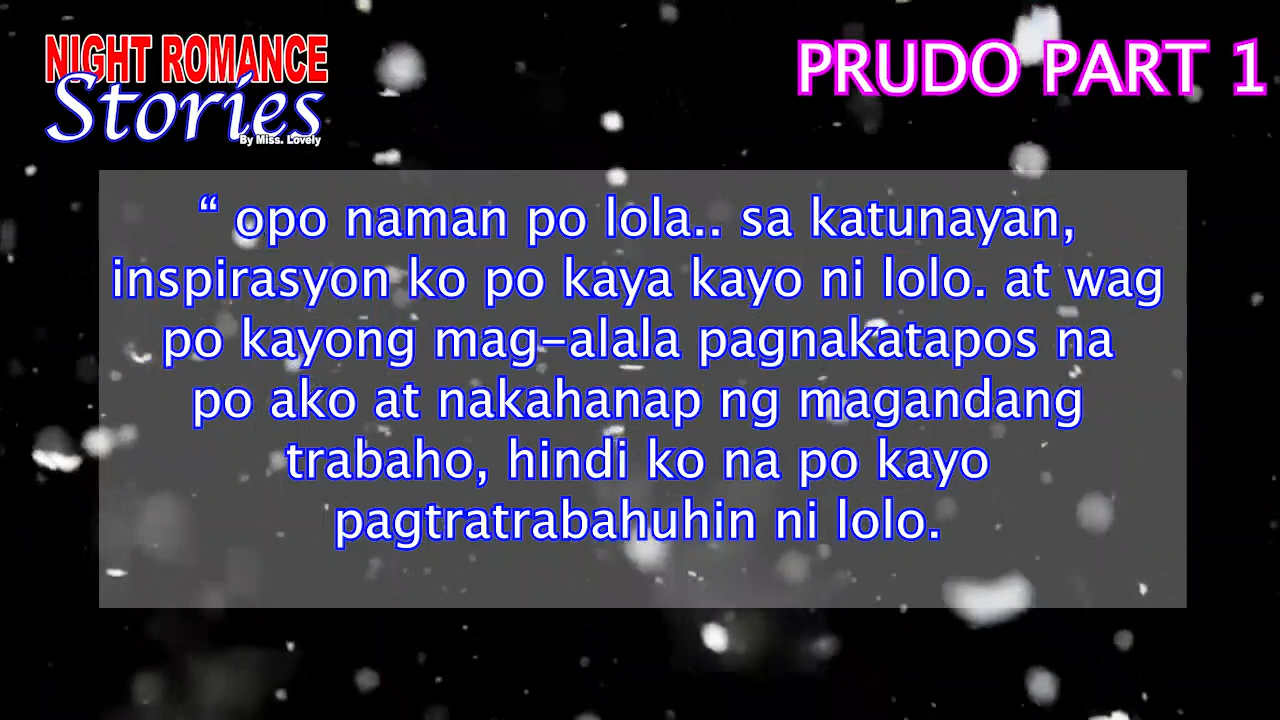 NIGHT ROMANCE
Stories
By Miss. Lovely
PRUDO PART 1
“ opo naman po lola.. sa katunayan,
inspirasyon ko po kaya kayo ni lolo. at wag
po kayong mag-alala pagnakatapos na
po ako at nakahanap ng magandang
trabaho, hindi ko na po kayo
pagtratrabahuhin ni lolo.